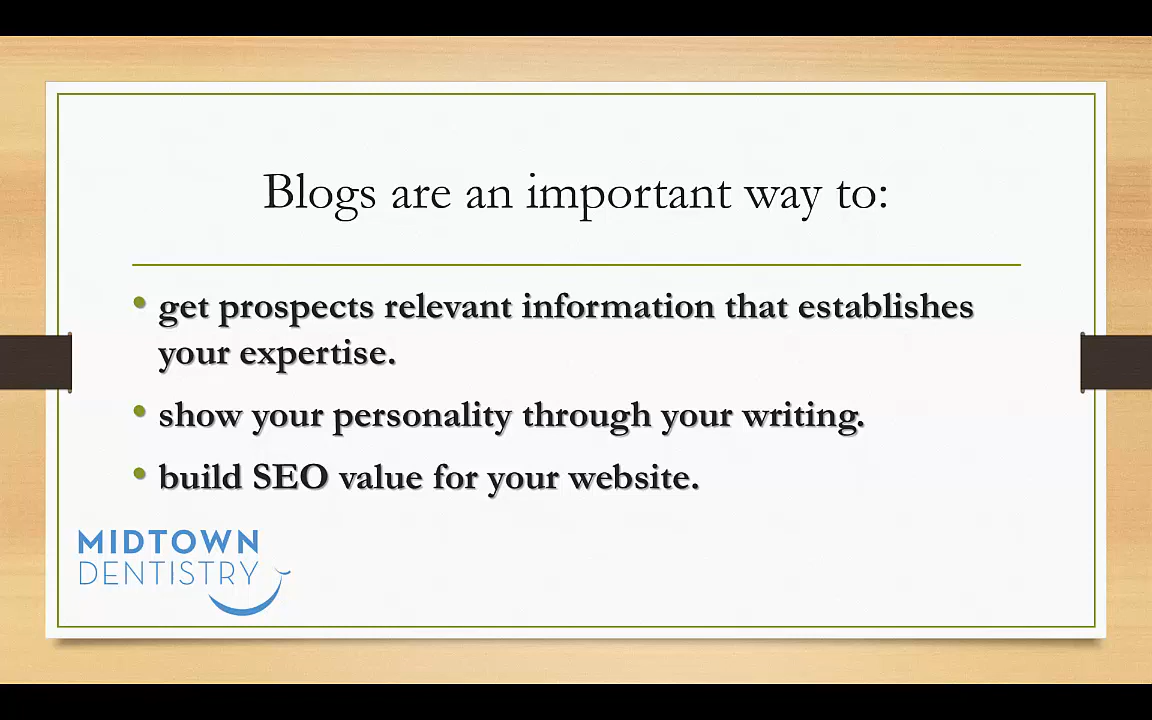 Blogs are an important way to:
• get prospects relevant information that establishes
your expertise.
• show your personality through your writing.
• build SEO value for your website.
MIDTOWN
DENTISTRY